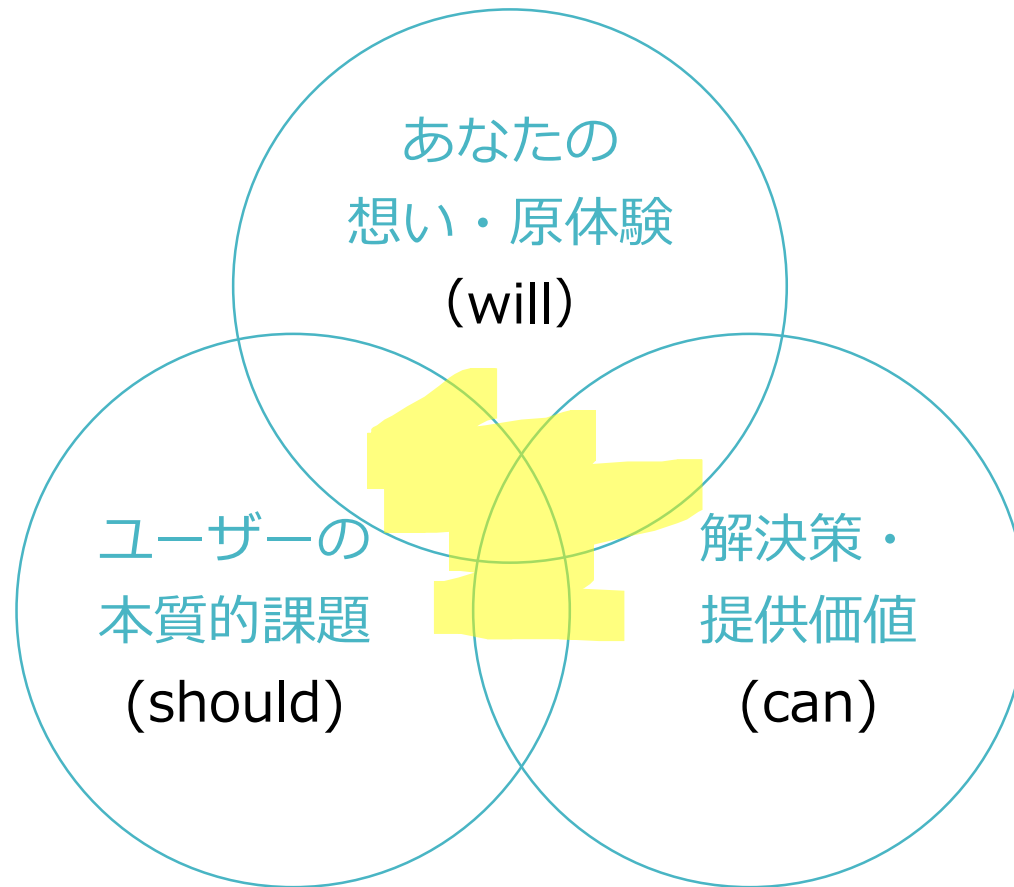 あなたの
想い・原体験
（will）
ユーザーの
本質的課題
(should)
解決策・
提供価値
(can)